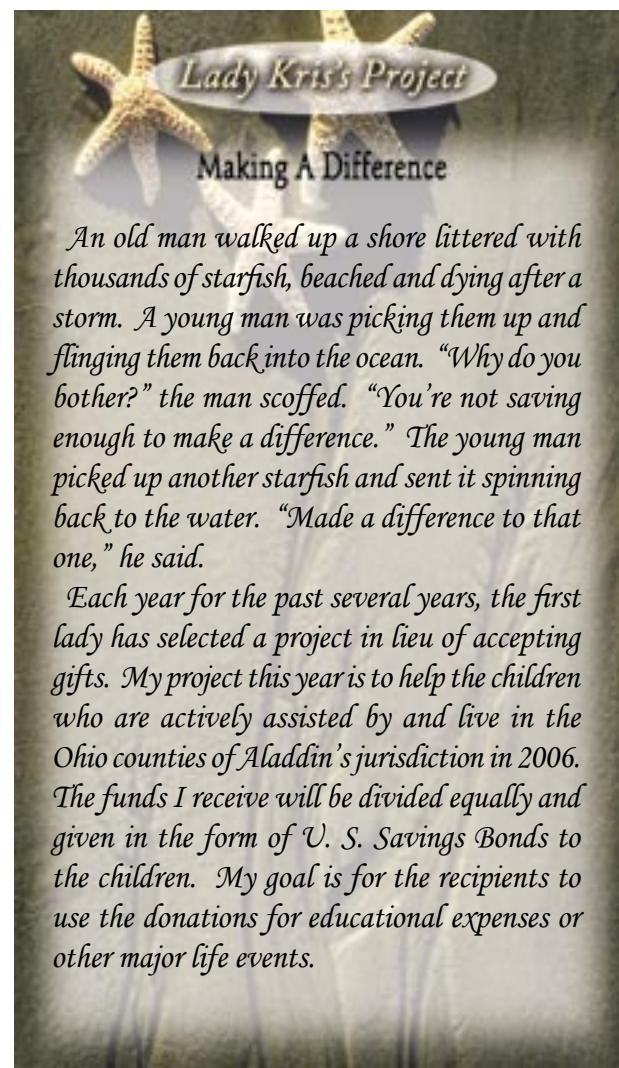 Lady Kris's Project
Making A Difference
An old man walked up a shore littered with
thousands of starfish, beached and dying after a
storm. A young man was picking them up and
flinging them back into the ocean. “Why do you
bother?” the man scoffed. “You’re not saving
enough to make a difference.” The young man
picked up another starfish and sent it spinning
back to the water. “Made a difference to that
one,” he said.
Each year for the past several years, the first
lady has selected a project in lieu of accepting
gifts. My project this year is to help the children
who are actively assisted by and live in the
Ohio counties of Aladdin’s jurisdiction in 2006.
The funds I receive will be divided equally and
given in the form of U. S. Savings Bonds to
the children. My goal is for the recipients to
use the donations for educational expenses or
other major life events.